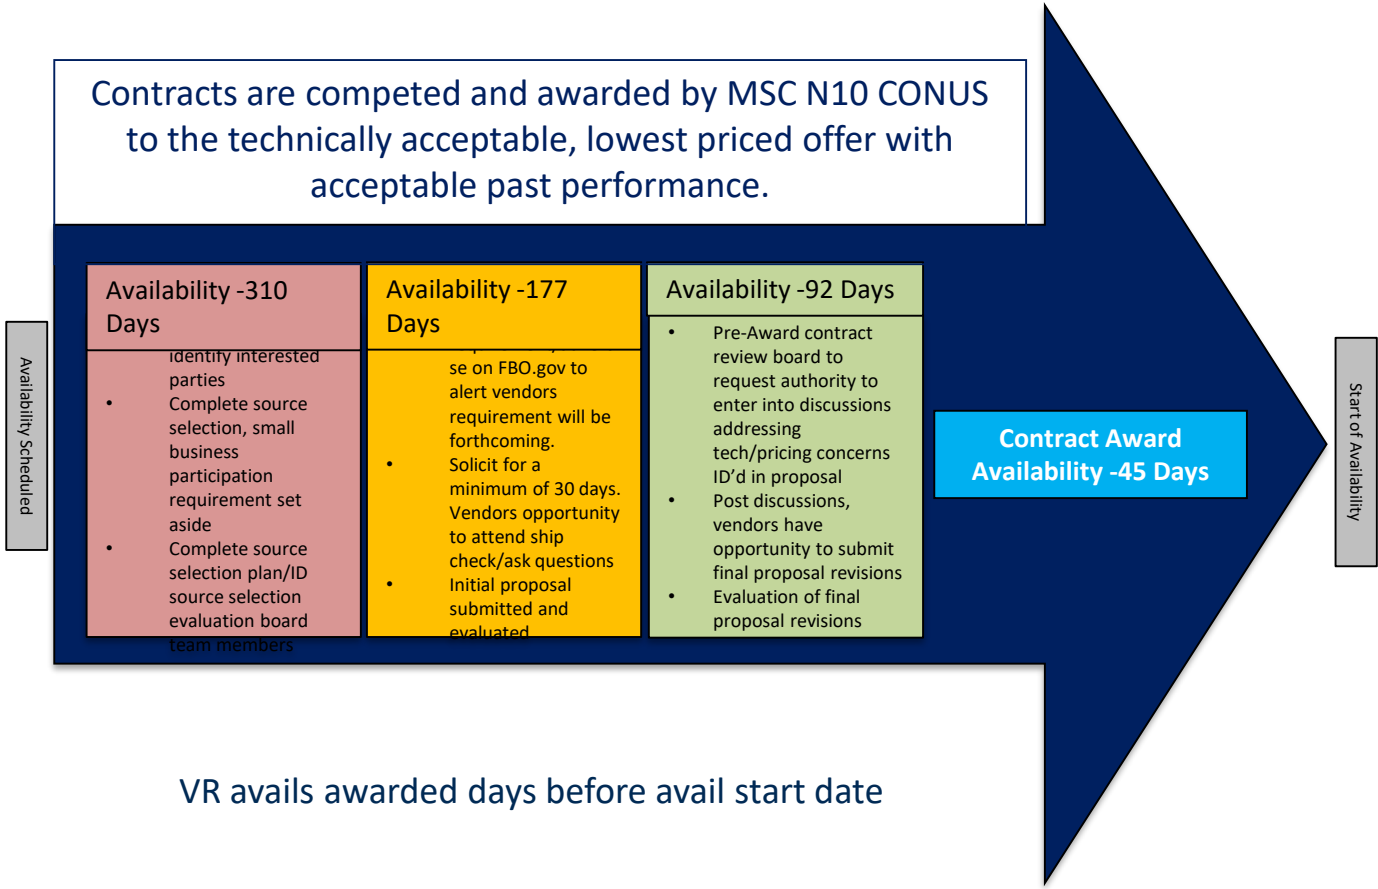 Contracts are competed and awarded by MSC N10 CONUS
to the technically acceptable, lowest priced offer with
acceptable past performance.
Availability Scheduled
Availability -310
Days
identify interested
parties
• Complete source
selection, small
business
participation
requirement set
aside
• Complete source
selection plan/ID
source selection
evaluation board
team members
Availability -177
Days
se on FBO.gov to
alert vendors
requirement will be
forthcoming.
• Solicit for a
minimum of 30 days.
Vendors opportunity
to attend ship
check/ask questions
• Initial proposal
submitted and
evaluated
Availability -92 Days
• Pre-Award contract
review board to
request authority to
enter into discussions
addressing
tech/pricing concerns
ID’d in proposal
• Post discussions,
vendors have
opportunity to submit
final proposal revisions
• Evaluation of final
proposal revisions
Contract Award
Availability -45 Days
Start of Availability
VR avails awarded days before avail start date